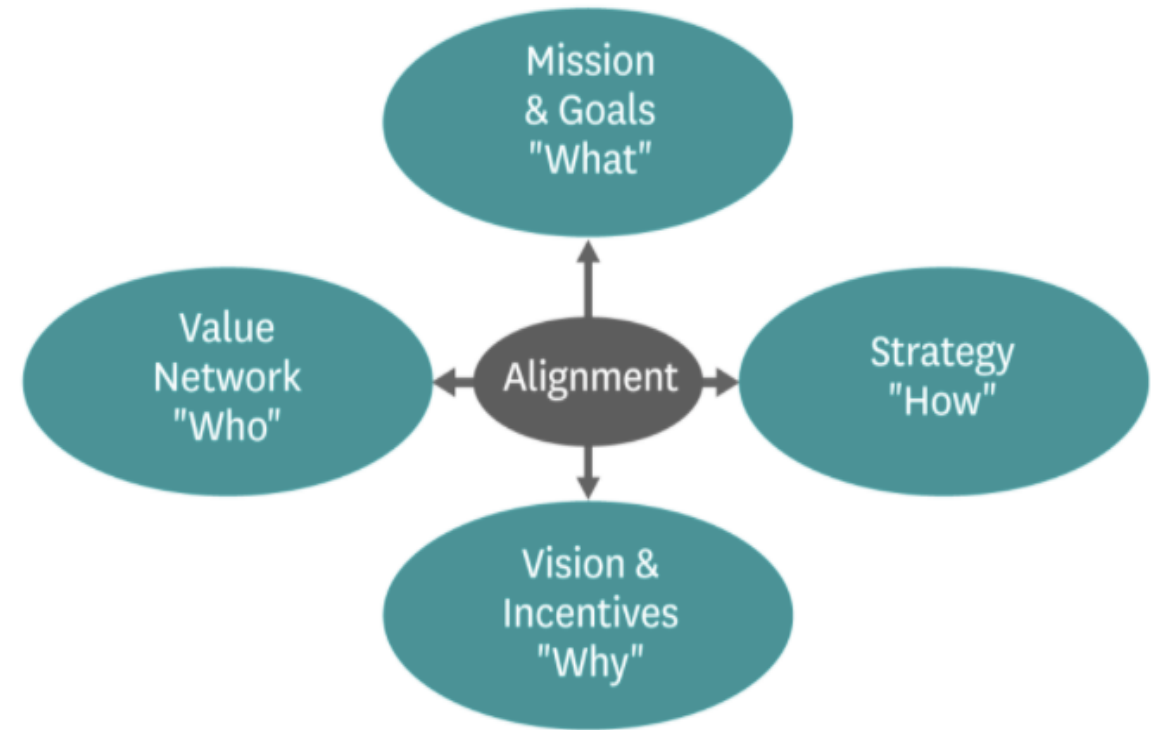 Mission
& Goals
"What"
Value
Network
"Who"
Alignment
Strategy
"How"
Vision &
Incentives
"Why"